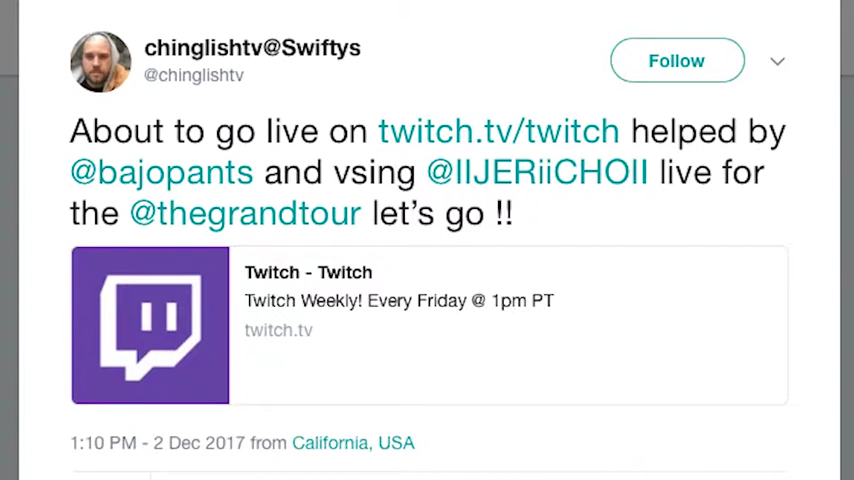 chinglishtv@Swiftys
@chinglishtv
Follow
About to go live on twitch.tv/twitch helped by
@bajopants and vsing @IIJERiiCHOII live for
the @thegrandtour let’s go !!
Twitch - Twitch
Twitch Weekly! Every Friday @ 1pm PT
twitch.tv
1:10 PM - 2 Dec 2017 from California, USA